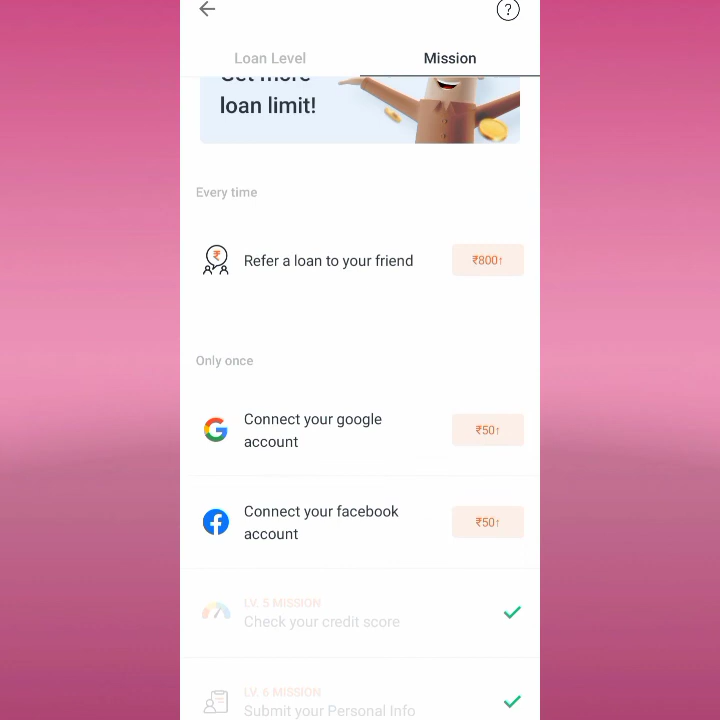 ?
Loan Level
Mission
Get more
loan limit!
Every time
₹
Refer a loan to your friend
₹800↑
Only once
Connect your google
account
₹50↑
Connect your facebook
account
₹50↑
LV. 5 MISSION
Check your credit score
LV. 6 MISSION
Submit your Personal Info